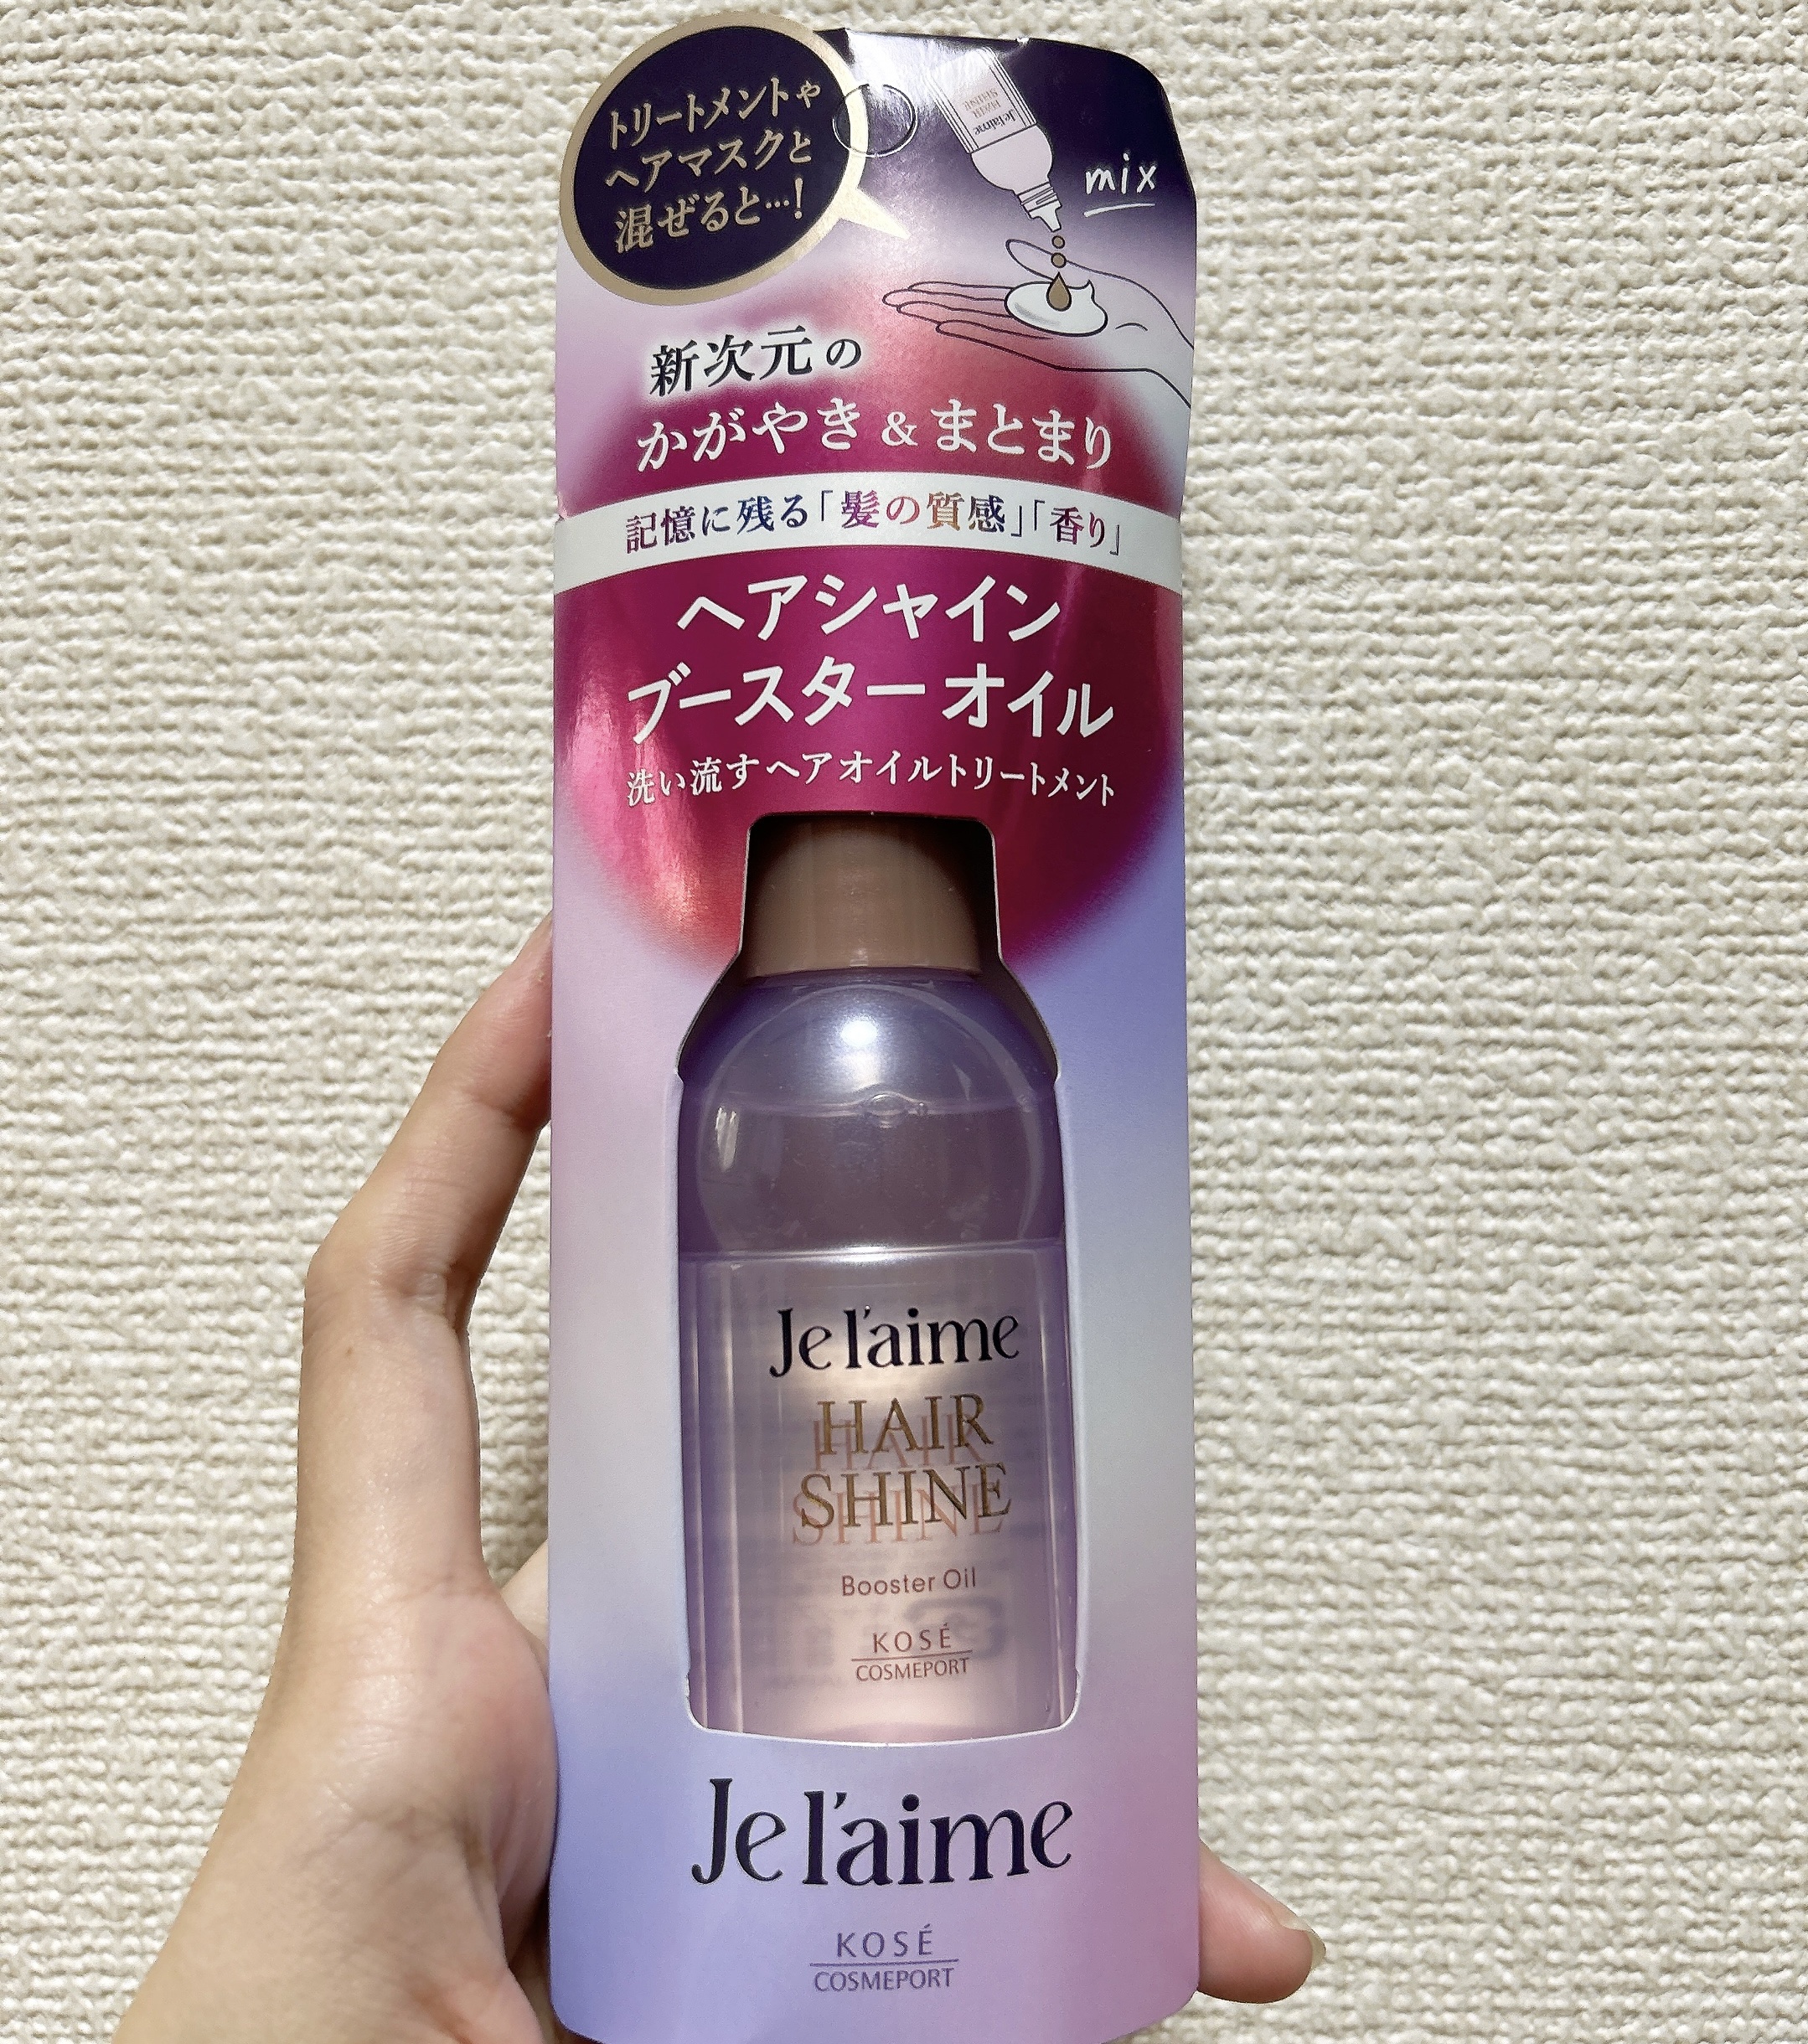 トリートメントや
ヘアマスクと
混ぜると…!
Je l'aime
HAIR
SHINE
mix
新次元の
かがやき&まとまり
記憶に残る「髪の質感」「香り」
ヘアシャイン
ブースターオイル
洗い流すヘアオイルトリートメント
Je l'aime
HAIR
SHINE
Booster Oil
KOSÉ
COSMEPORT
Je l'aime
KOSÉ
COSMEPORT